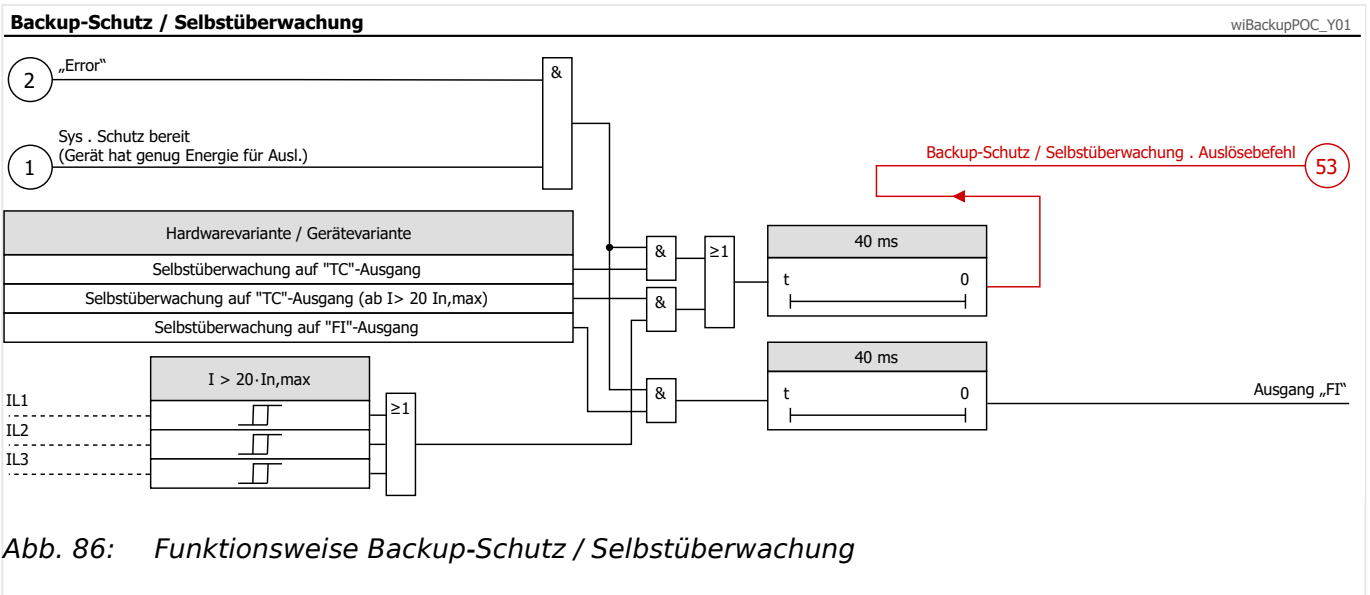 Backup-Schutz / Selbstüberwachung
wiBackupPOC_Y01
2
„Error“
&
1
Sys . Schutz bereit
(Gerät hat genug Energie für Ausl.)
Backup-Schutz / Selbstüberwachung . Auslösebefehl
53
Hardwarevariante / Gerätevariante
Selbstüberwachung auf "TC"-Ausgang
Selbstüberwachung auf "TC"-Ausgang (ab I> 20 In,max)
Selbstüberwachung auf "FI"-Ausgang
&
≥1
&
40 ms
t
0
&
40 ms
t
0
Ausgang „FI“
I > 20·In,max
IL1
IL2
IL3
≥1
Abb. 86: Funktionsweise Backup-Schutz / Selbstüberwachung